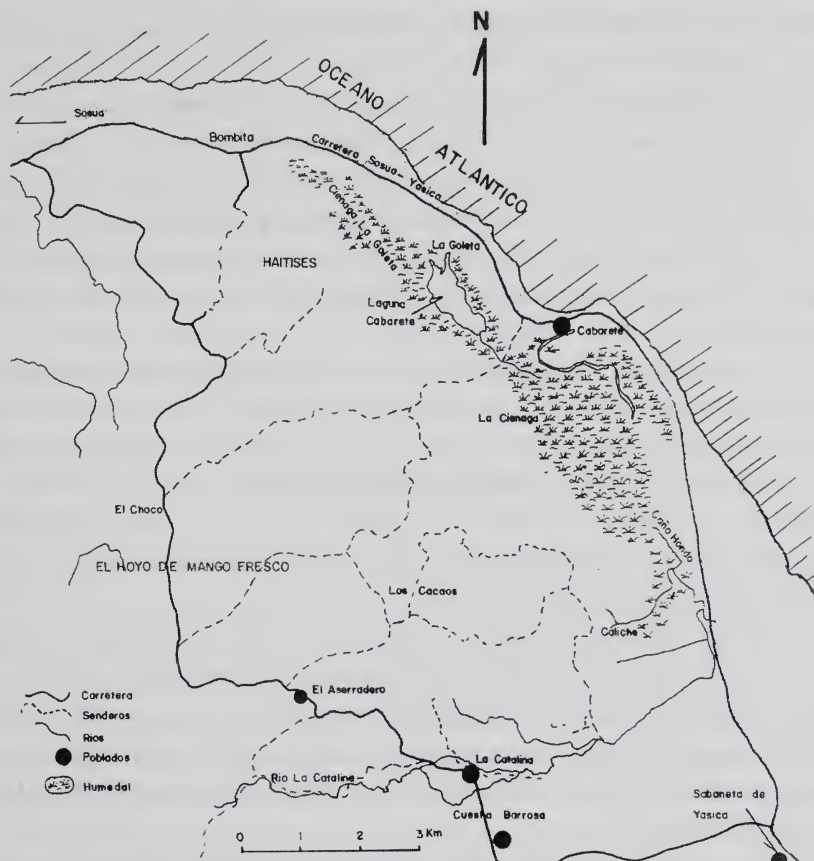 N
OCEANO
ATLANTICO
Sosua
Bombita
Carretera Sosua-Yasica
Cienaga La Goleta
La Goleta
HAITISES
Laguna
Cabarete
Cabarete
La Cienaga
El Choco
Caño Hondo
EL HOYO DE MANGO FRESCO
Los Cacaos
Caliche
Carretera
Senderos
Rios
Poblados
Humedal
El Aserradero
La Catalina
Rio La Catalina
Cuesta Barrosa
Sabaneta de
Yasica
0 1 2 3 Km